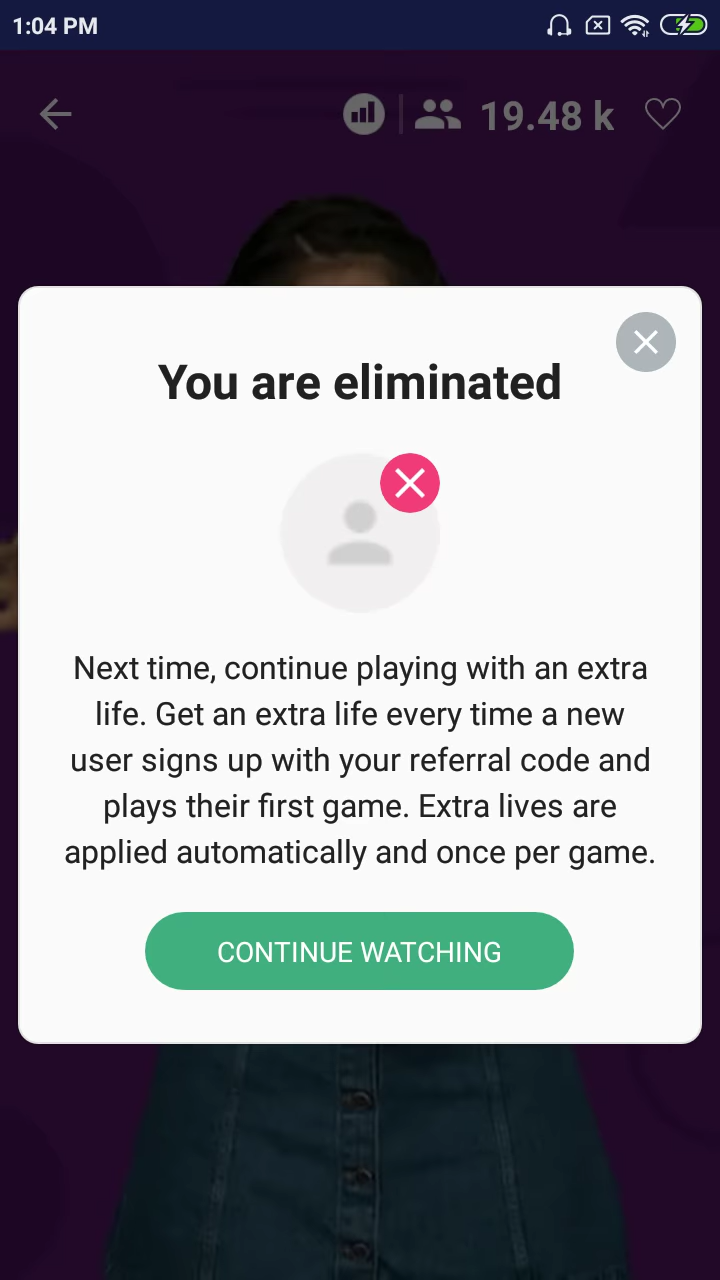 1:04 PM
19.48 k
You are eliminated
Next time, continue playing with an extra
life. Get an extra life every time a new
user signs up with your referral code and
plays their first game. Extra lives are
applied automatically and once per game.
CONTINUE WATCHING